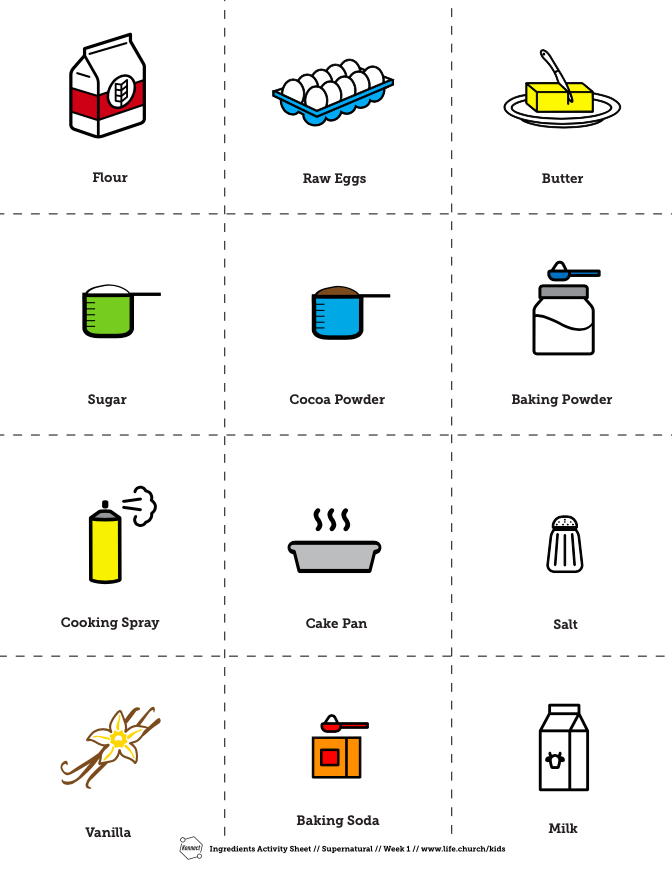 Flour
Raw Eggs
Butter
Sugar
Cocoa Powder
Baking Powder
Cooking Spray
Cake Pan
Salt
Vanilla
Baking Soda
Milk
Konnect
Ingredients Activity Sheet // Supernatural // Week 1 // www.life.church/kids